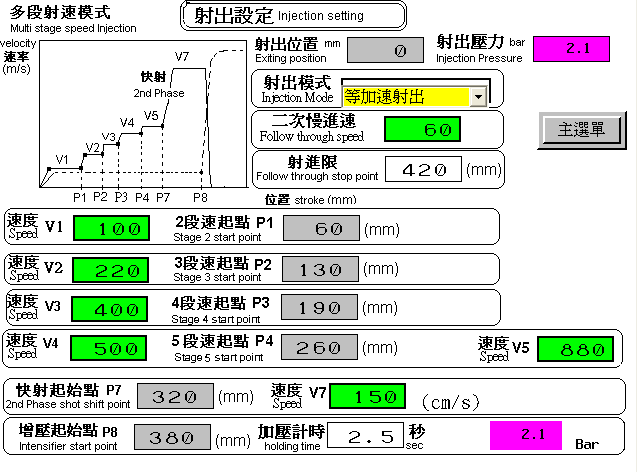 多段射速模式
Multi stage speed Injection
射出設定 Injection setting
velocity
速率
(m/s)
V7
快射
2nd Phase
V5
V4
V3
V2
V1
P1 P2 P3 P4 P7 P8
位置 stroke (mm)
射出位置 mm
Exiting position
0
射出壓力 bar
Injection Pressure
2.1
射出模式
Injection Mode
等加速射出
二次慢進速
Follow through speed
60
射進限
Follow through stop point
420 (mm)
主選單
速度 V1
Speed
100
2段速起點 P1
Stage 2 start point
60 (mm)
速度 V2
Speed
220
3段速起點 P2
Stage 3 start point
130 (mm)
速度 V3
Speed
400
4段速起點 P3
Stage 4 start point
190 (mm)
速度 V4
Speed
500
5段速起點 P4
Stage 5 start point
260 (mm)
速度 V5
Speed
880
快射起始點 P7
2nd Phase shot shift point
320 (mm)
速度 V7
Speed
150 (cm/s)
增壓起始點 P8
Intensifier start point
380 (mm)
加壓計時
holding time
2.5 秒
sec
2.1 Bar